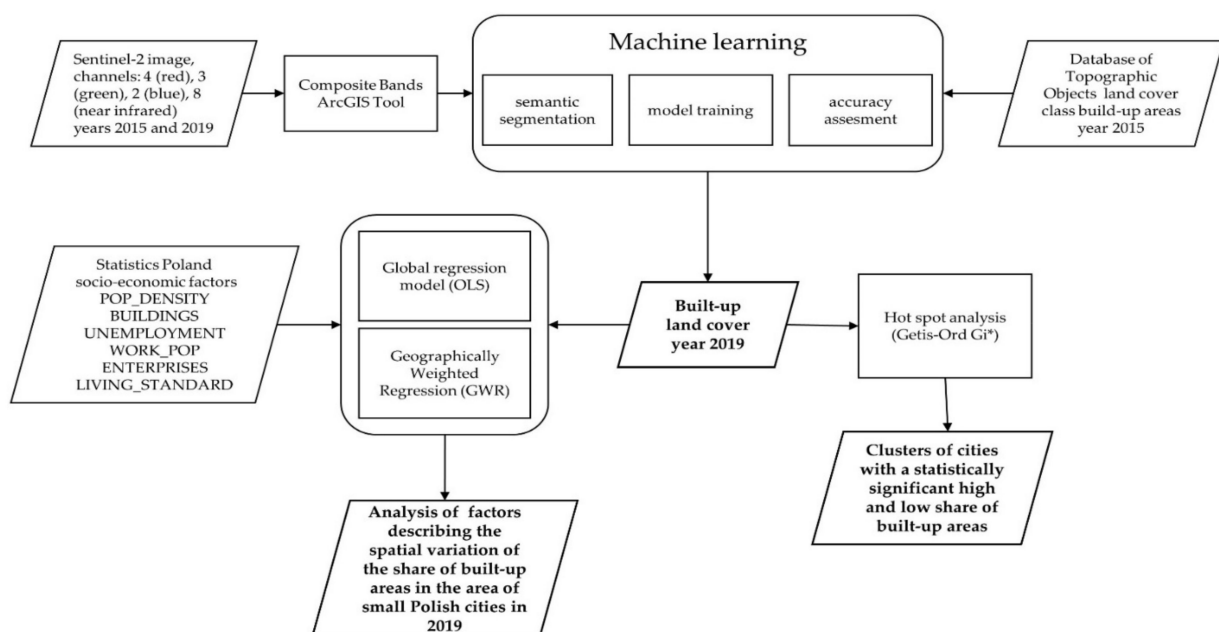 Sentinel-2 image,
channels: 4 (red), 3
(green), 2 (blue), 8
(near infrared)
years 2015 and 2019
Composite Bands
ArcGIS Tool
Machine learning
semantic
segmentation
model training
accuracy
assesment
Database of
Topographic
Objects land cover
class build-up areas
year 2015
Statistics Poland
socio-economic factors
POP_DENSITY
BUILDINGS
UNEMPLOYMENT
WORK_POP
ENTERPRISES
LIVING_STANDARD
Global regression
model (OLS)
Geographically
Weighted
Regression (GWR)
Built-up
land cover
year 2019
Hot spot analysis
(Getis-Ord Gi*)
Clusters of cities
with a statistically
significant high
and low share of
built-up areas
Analysis of factors
describing the
spatial variation of
the share of built-up
areas in the area of
small Polish cities in
2019